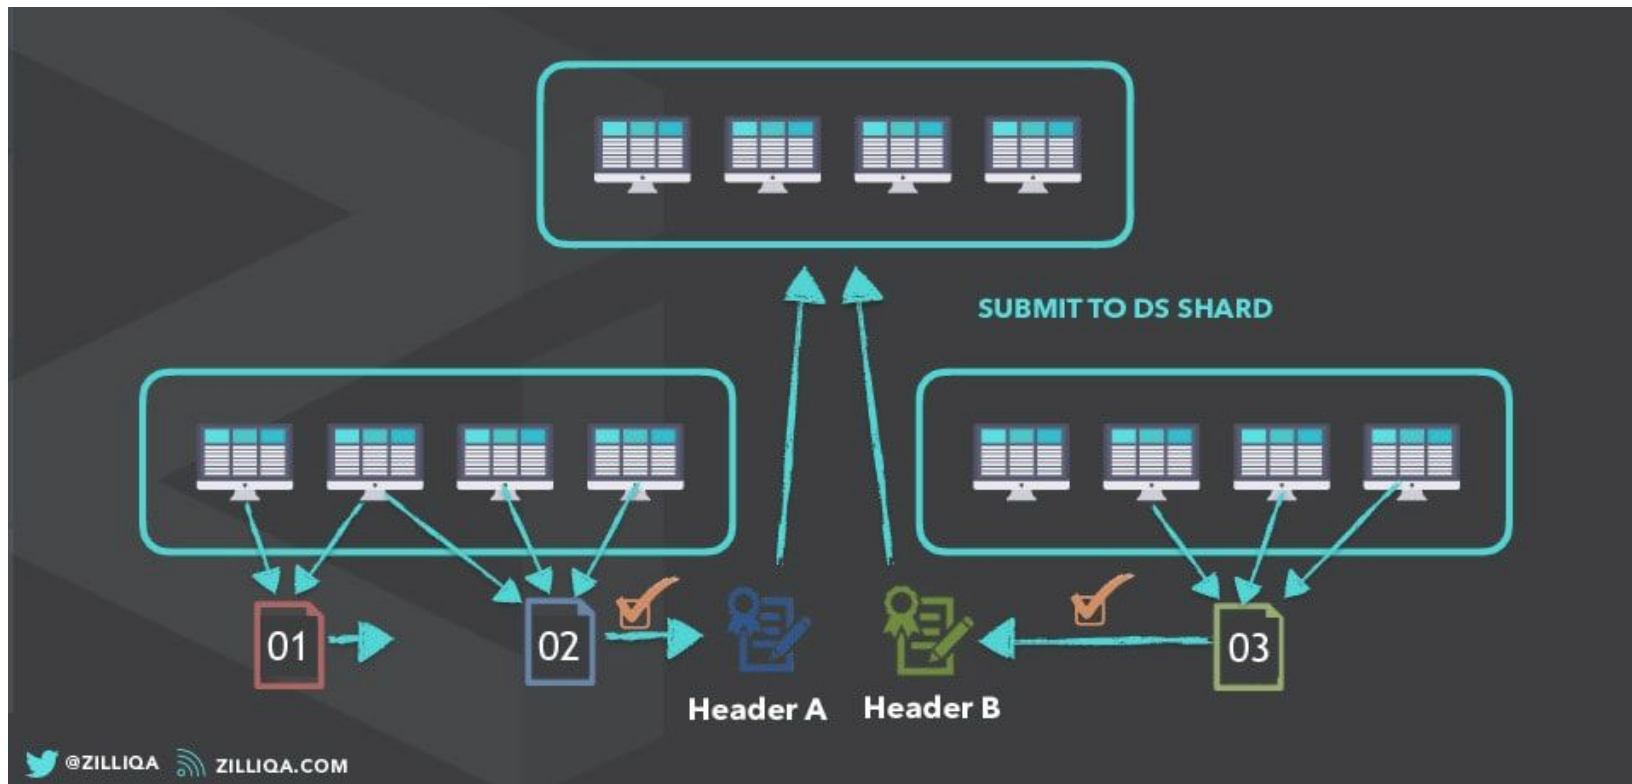 SUBMIT TO DS SHARD
01
02
03
Header A
Header B
@ZILLIQA
ZILLIQA.COM